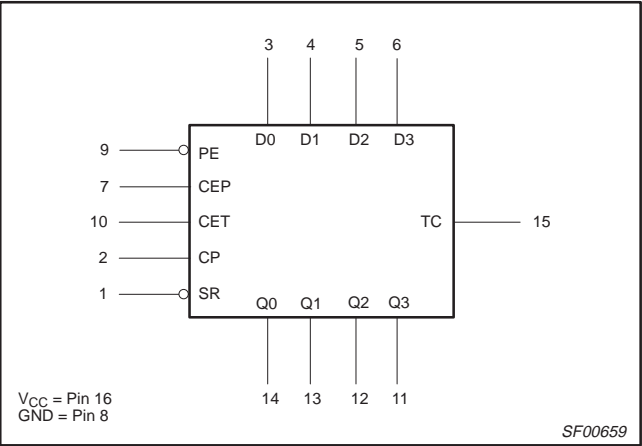 3 4 5 6
D0 D1 D2 D3
9 PE
7 CEP
10 CET TC 15
2 CP
1 SR
Q0 Q1 Q2 Q3
14 13 12 11
VCC = Pin 16
GND = Pin 8
SF00659